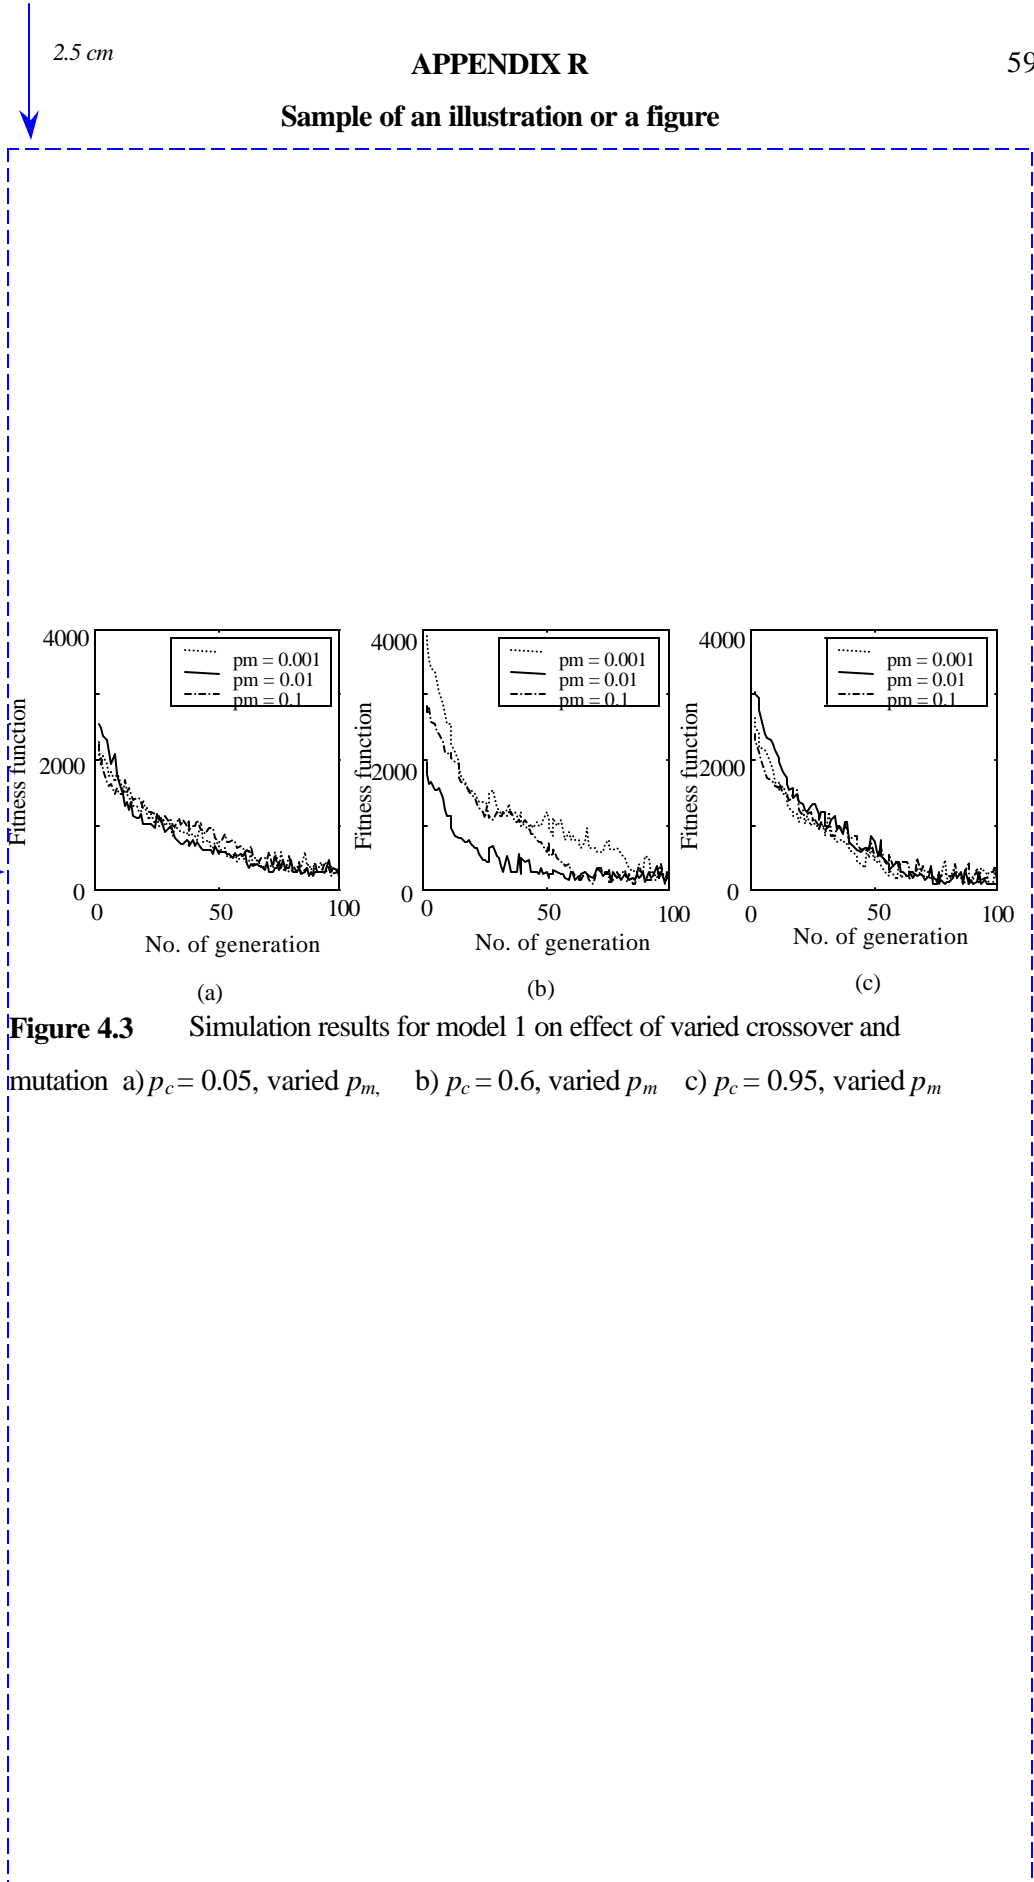 2.5 cm
APPENDIX R
59
Sample of an illustration or a figure
4000
2000
0
Fitness function
pm = 0.001
pm = 0.01
pm = 0.1
0 50 100
No. of generation
(a)
4000
2000
0
Fitness function
pm = 0.001
pm = 0.01
pm = 0.1
0 50 100
No. of generation
(b)
4000
2000
0
Fitness function
pm = 0.001
pm = 0.01
pm = 0.1
0 50 100
No. of generation
(c)
Figure 4.3 Simulation results for model 1 on effect of varied crossover and
mutation a) pc = 0.05, varied pm, b) pc = 0.6, varied pm c) pc = 0.95, varied pm